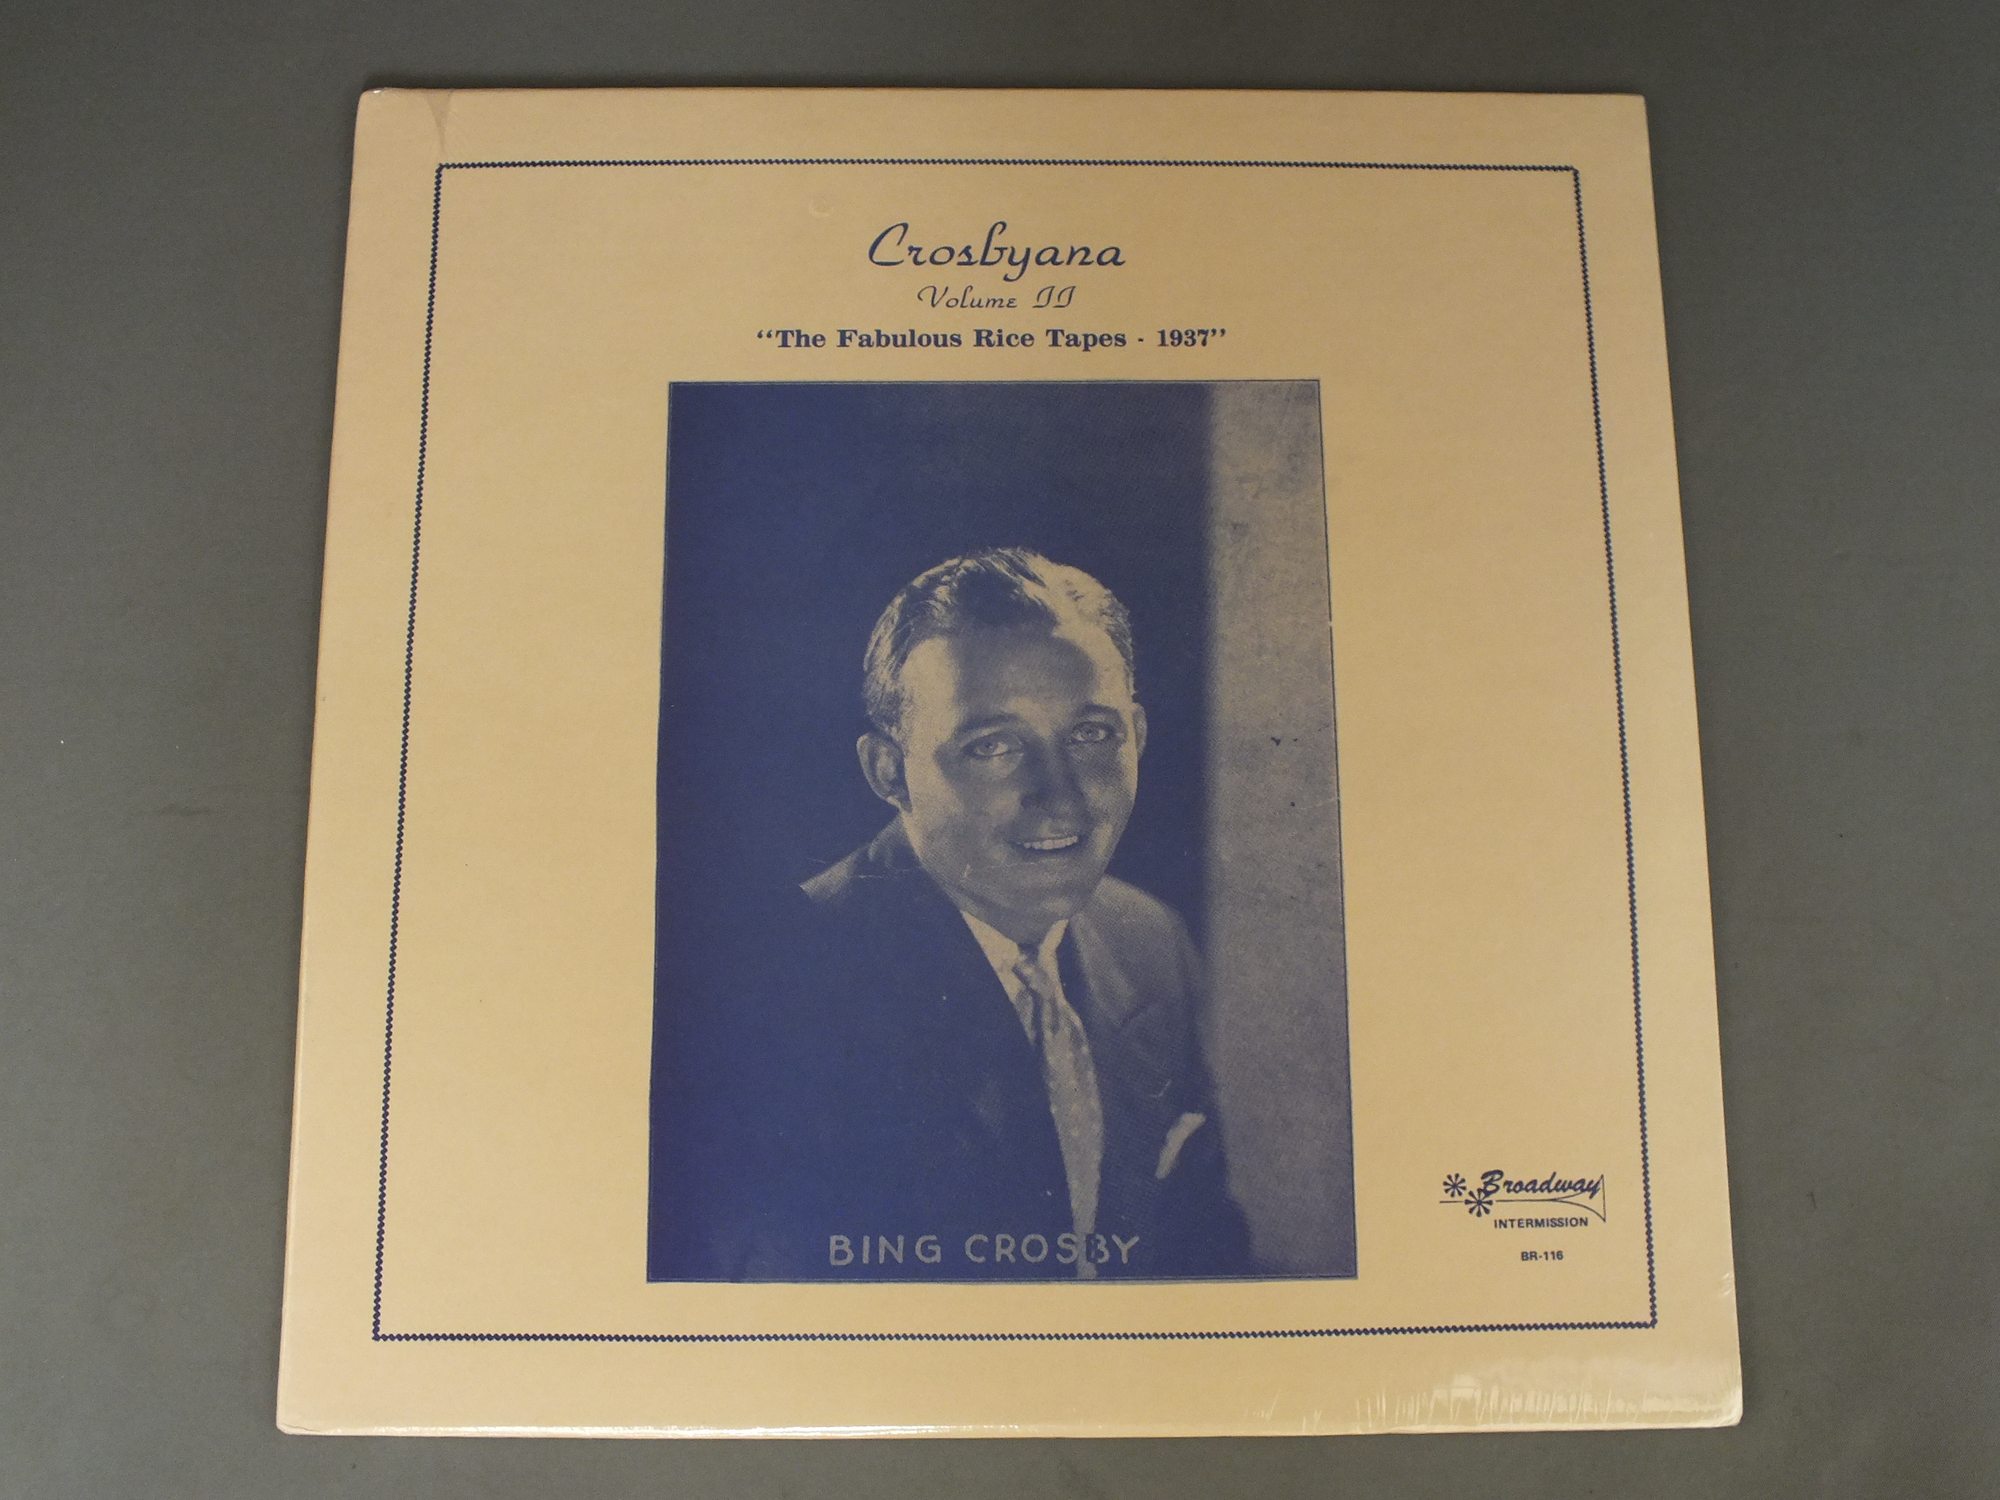 Crosbyana
Volume II
“The Fabulous Rice Tapes - 1937”
BING CROSBY
Broadway
INTERMISSION
BR-116